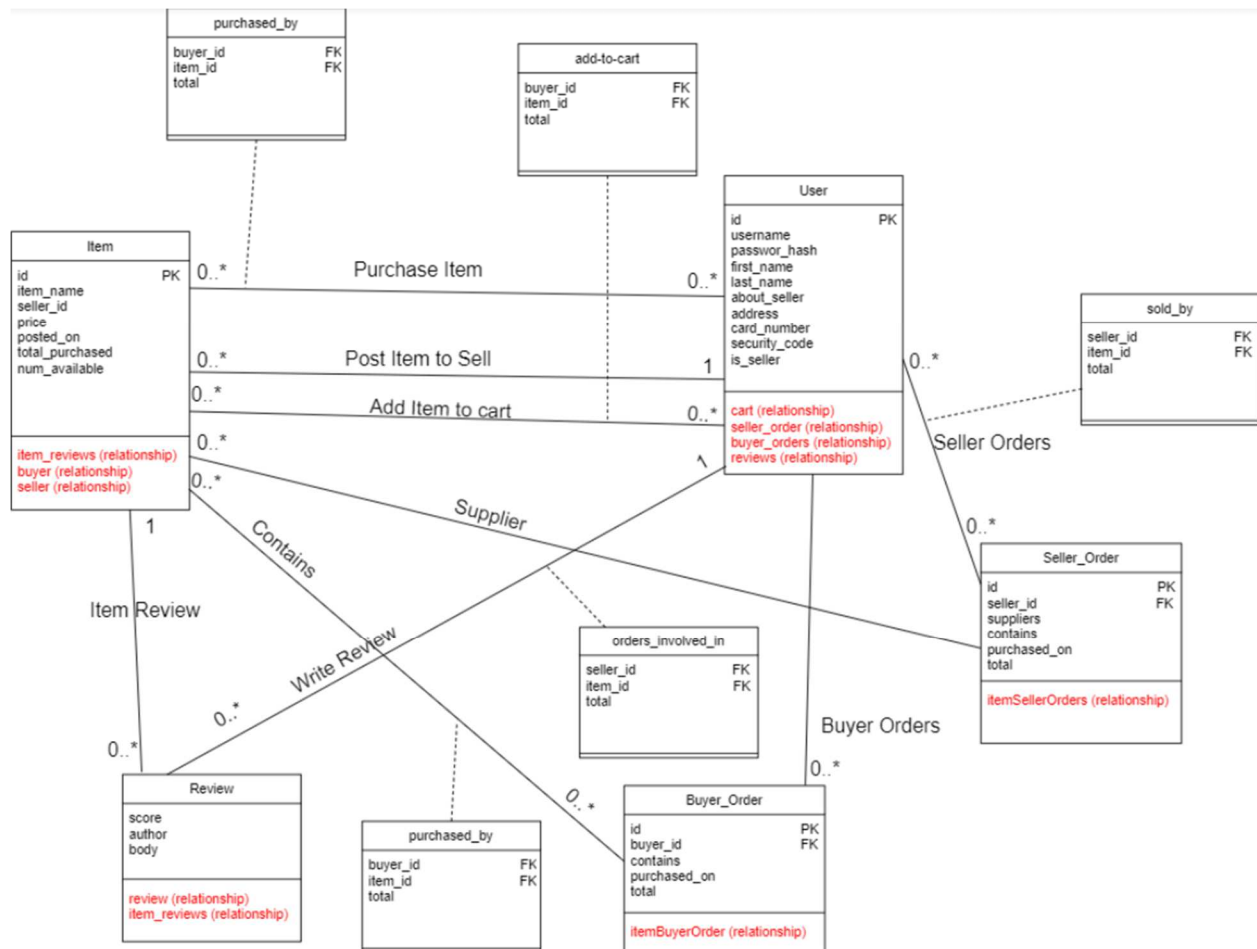 purchased_by
buyer_id FK
item_id FK
total
add-to-cart
buyer_id FK
item_id FK
total
User
id PK
username
passwor_hash
first_name
last_name
about_seller
address
card_number
security_code
is_seller
cart (relationship)
seller_order (relationship)
buyer_orders (relationship)
reviews (relationship)
Item
id PK
item_name
seller_id
price
posted_on
total_purchased
num_available
item_reviews (relationship)
buyer (relationship)
seller (relationship)
0..*
Purchase Item
0..*
0..*
Post Item to Sell
1
0..*
Add Item to cart
0..*
sold_by
seller_id FK
item_id FK
total
0..*
Seller Orders
0..*
0..*
Supplier
0..*
Contains
0..*
1
Write Review
0..*
1
Item Review
0..*
Seller_Order
id PK
seller_id FK
suppliers
contains
purchased_on
total
itemSellerOrders (relationship)
orders_involved_in
seller_id FK
item_id FK
total
Buyer Orders
0..*
Review
score
author
body
review (relationship)
item_reviews (relationship)
purchased_by
buyer_id FK
item_id FK
total
Buyer_Order
id PK
buyer_id FK
contains
purchased_on
total
itemBuyerOrder (relationship)